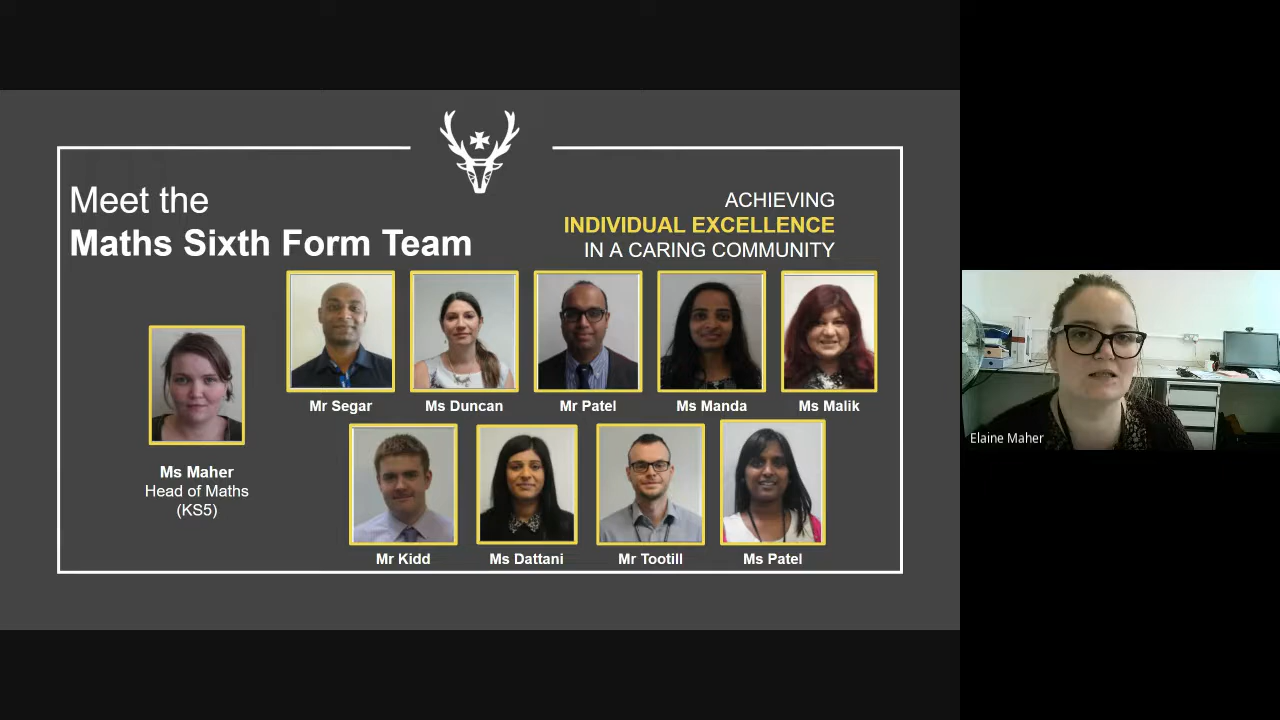 Meet the
Maths Sixth Form Team
ACHIEVING
INDIVIDUAL EXCELLENCE
IN A CARING COMMUNITY
Mr Segar
Ms Duncan
Mr Patel
Ms Manda
Ms Malik
Ms Maher
Head of Maths
(KS5)
Mr Kidd
Ms Dattani
Mr Tootill
Ms Patel
Elaine Maher